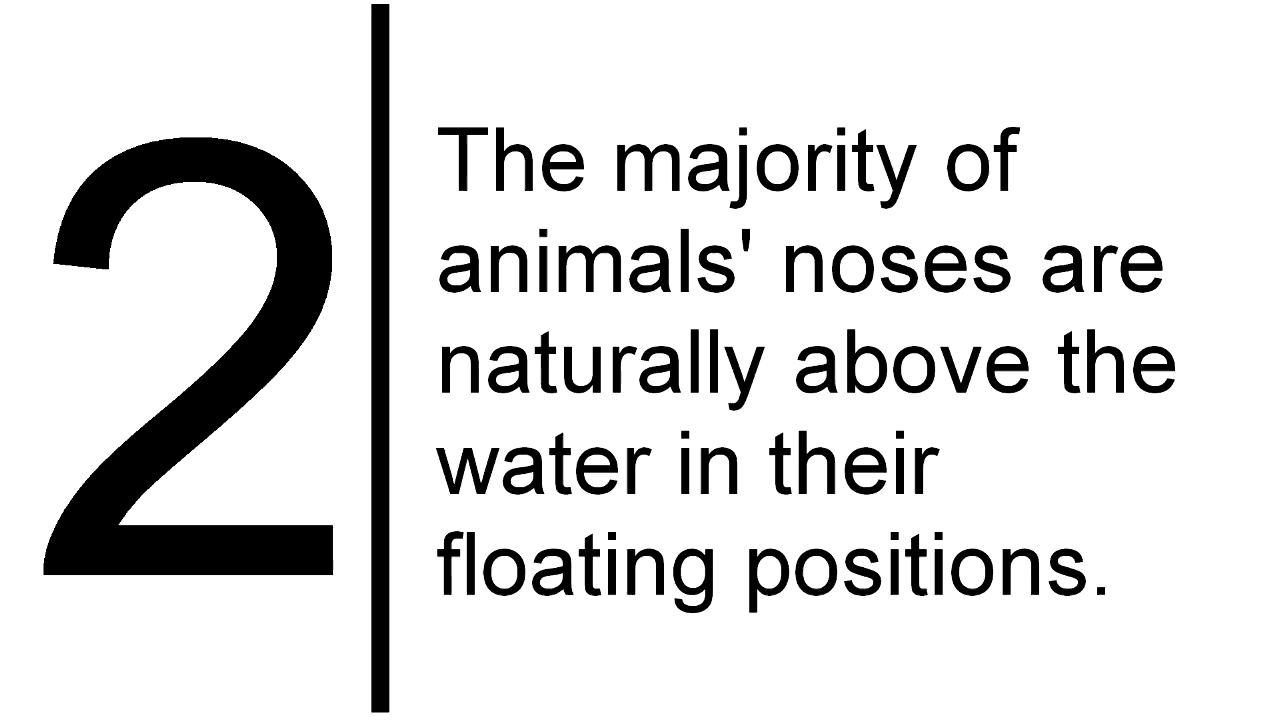 2
The majority of
animals' noses are
naturally above the
water in their
floating positions.